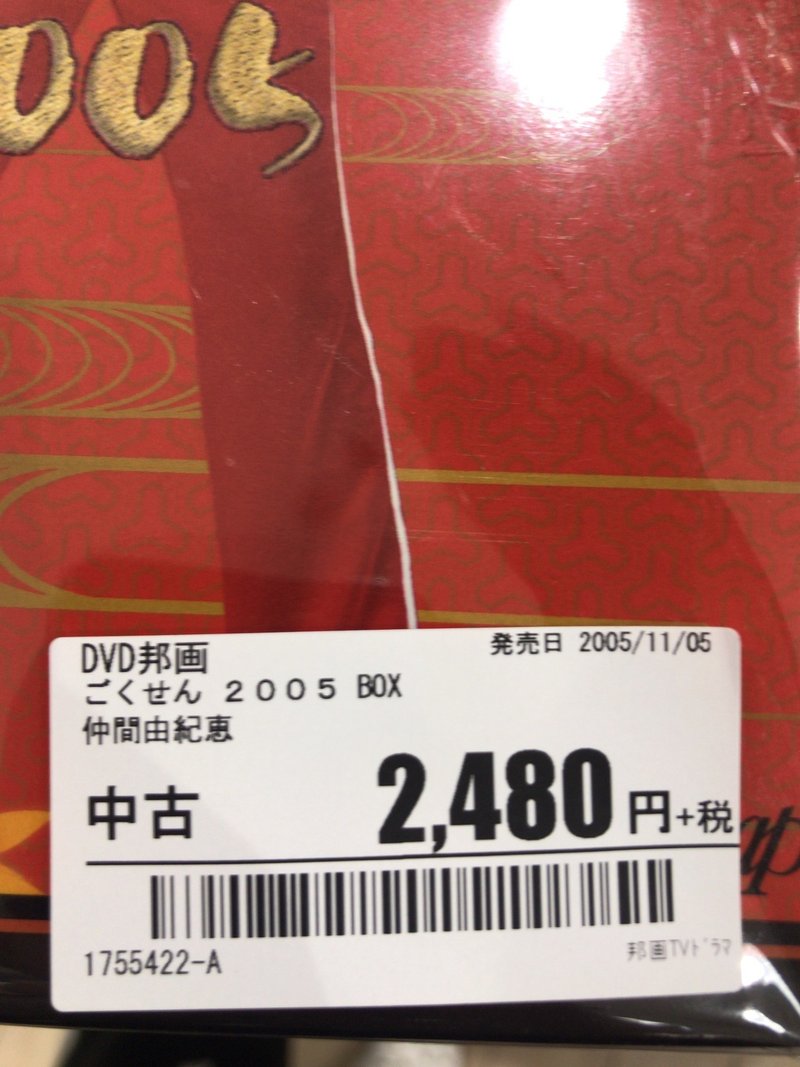 005
DVD邦画
発売日 2005/11/05
ごくせん ２００５ BOX
仲間由紀恵
中古
2,480円+税
1755422-A
邦画TVﾄﾞﾗﾏ
ap